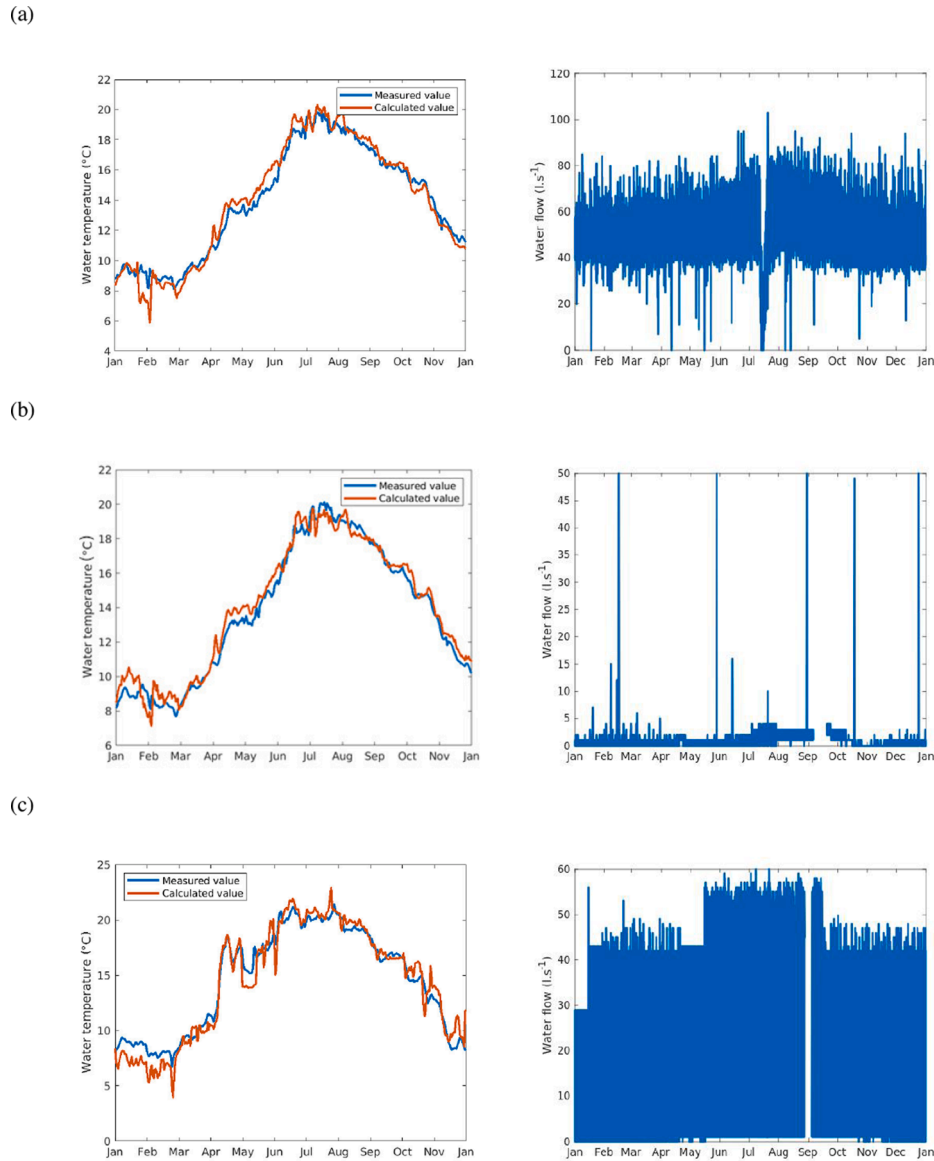 (a)
22
20
18
16
14
12
10
8
6
4
Water temperature (°C)
Measured value
Calculated value
Jan Feb Mar Apr May Jun Jul Aug Sep Oct Nov Jan
120
100
80
60
40
20
0
Water flow (l.s-1)
Jan Feb Mar Apr May Jun Jul Aug Sep Oct Nov Dec Jan
(b)
22
20
18
16
14
12
10
8
6
Water temperature (°C)
Measured value
Calculated value
Jan Feb Mar Apr May Jun Jul Aug Sep Oct Nov Jan
50
45
40
35
30
25
20
15
10
5
0
Water flow (l.s-1)
Jan Feb Mar Apr May Jun Jul Aug Sep Oct Nov Dec Jan
(c)
25
20
15
10
5
0
Water temperature (°C)
Measured value
Calculated value
Jan Feb Mar Apr May Jun Jul Aug Sep Oct Nov Jan
60
50
40
30
20
10
0
Water flow (l.s-1)
Jan Feb Mar Apr May Jun Jul Aug Sep Oct Nov Dec Jan